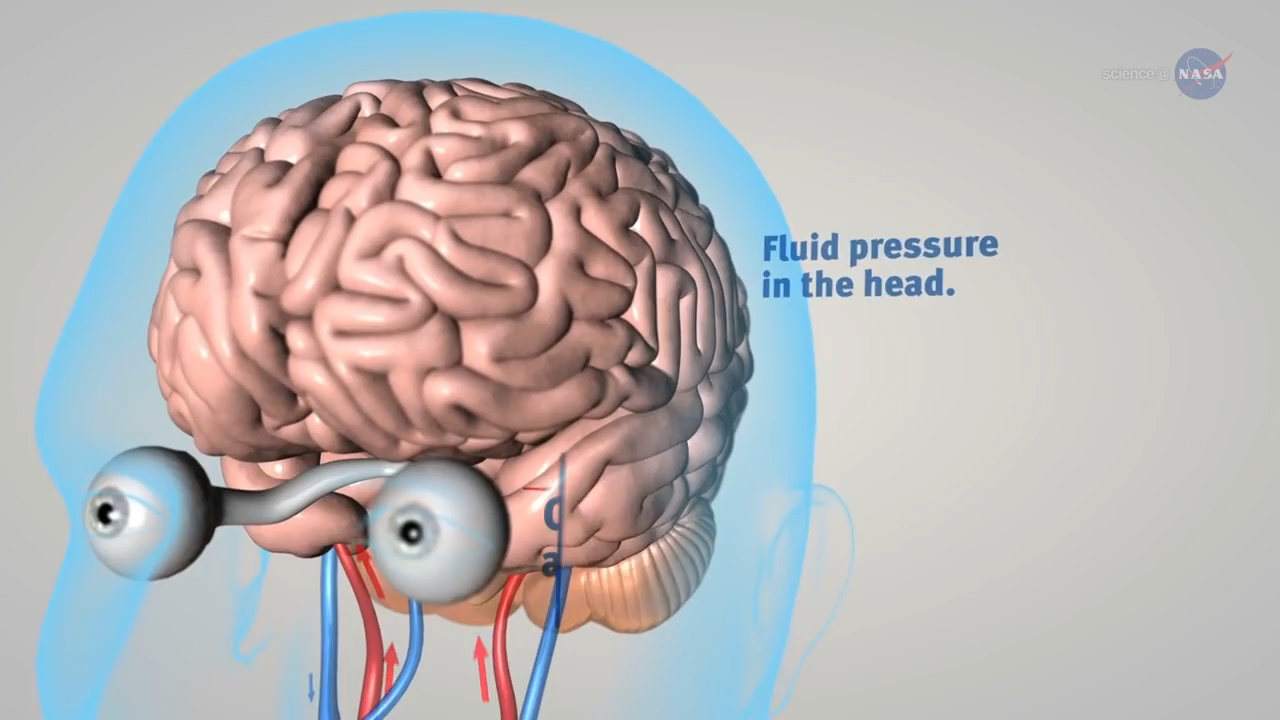 science@
NASA
Fluid pressure
in the head.
a